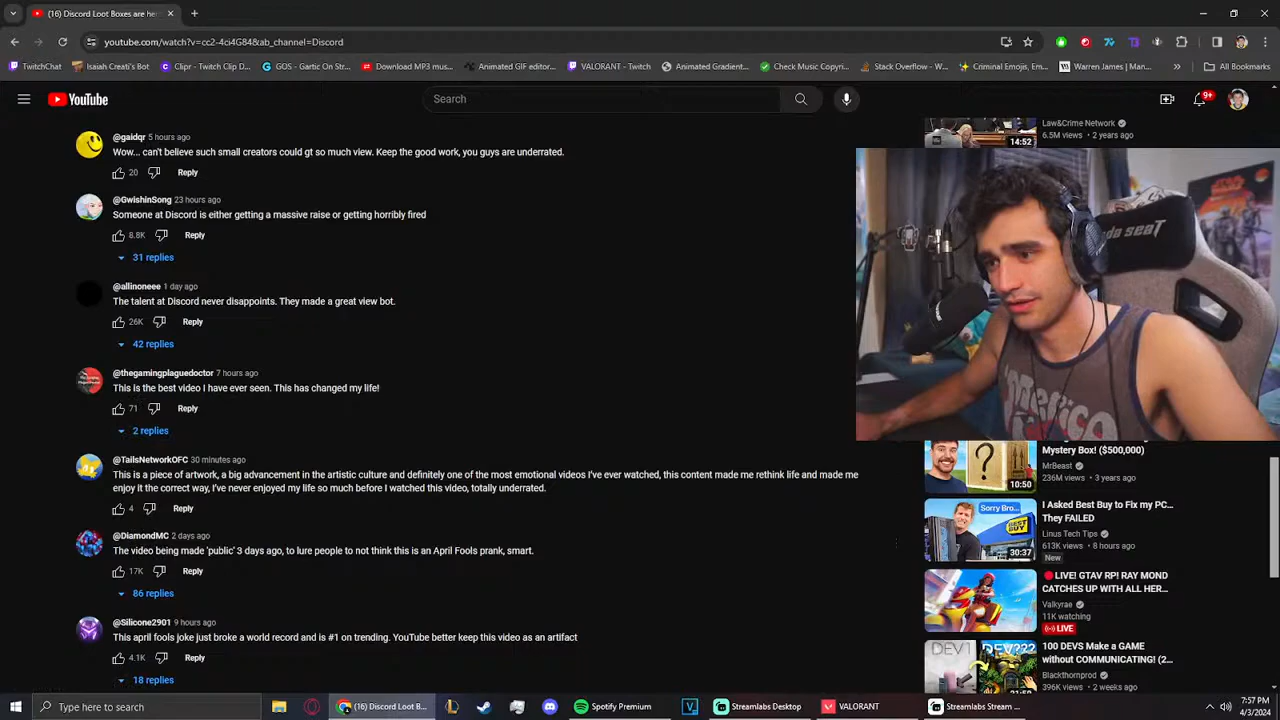 (16) Discord Loot Boxes are he
youtube.com/watch?v=cc2-4ci4G84&ab_channel=Discord
TwitchChat
Isaiah Creati's Bot
Clipr - Twitch Clip D...
GOS - Gartic On Str...
Download MP3 mus...
Animated GIF editor...
VALORANT - Twitch
Animated Gradient...
Check Music Copyri...
Stack Overflow - W...
Criminal Emojis, Em...
Warren James | Man...
All Bookmarks
YouTube
Search
9+
@gaidqr 5 hours ago
Wow... can't believe such small creators could gt so much view. Keep the good work, you guys are underrated.
20 Reply
@GwishinSong 23 hours ago
Someone at Discord is either getting a massive raise or getting horribly fired
8.8K Reply
31 replies
@allinoneee 1 day ago
The talent at Discord never disappoints. They made a great view bot.
26K Reply
42 replies
@thegamingplaguedoctor 7 hours ago
This is the best video I have ever seen. This has changed my life!
71 Reply
2 replies
@TailsNetworkOFC 30 minutes ago
This is a piece of artwork, a big advancement in the artistic culture and definitely one of the most emotional videos I've ever watched, this content made me rethink life and made me
enjoy it the correct way, I've never enjoyed my life so much before I watched this video, totally underrated.
4 Reply
@DiamondMC 2 days ago
The video being made 'public' 3 days ago, to lure people to not think this is an April Fools prank, smart.
17K Reply
86 replies
@Silicone2901 9 hours ago
This april fools joke just broke a world record and is #1 on trending. YouTube better keep this video as an artifact
4.1K Reply
18 replies
14:52
Law&Crime Network
6.5M views • 2 years ago
10:50
Mystery Box! ($500,000)
MrBeast
236M views • 3 years ago
Sorry Bro...
BEST BUY
30:37
I Asked Best Buy to Fix my PC...
They FAILED
Linus Tech Tips
613K views • 8 hours ago
New
LIVE! GTAV RP! RAY MOND
CATCHES UP WITH ALL HER...
Valkyrae
11K watching
LIVE
DEV1
DEV???
21:59
100 DEVS Make a GAME
without COMMUNICATING! (2...
Blackthornprod
396K views • 2 weeks ago
Type here to search
(16) Discord Loot B...
Spotify Premium
Streamlabs Desktop
VALORANT
Streamlabs Stream ...
7:57 PM
4/3/2024